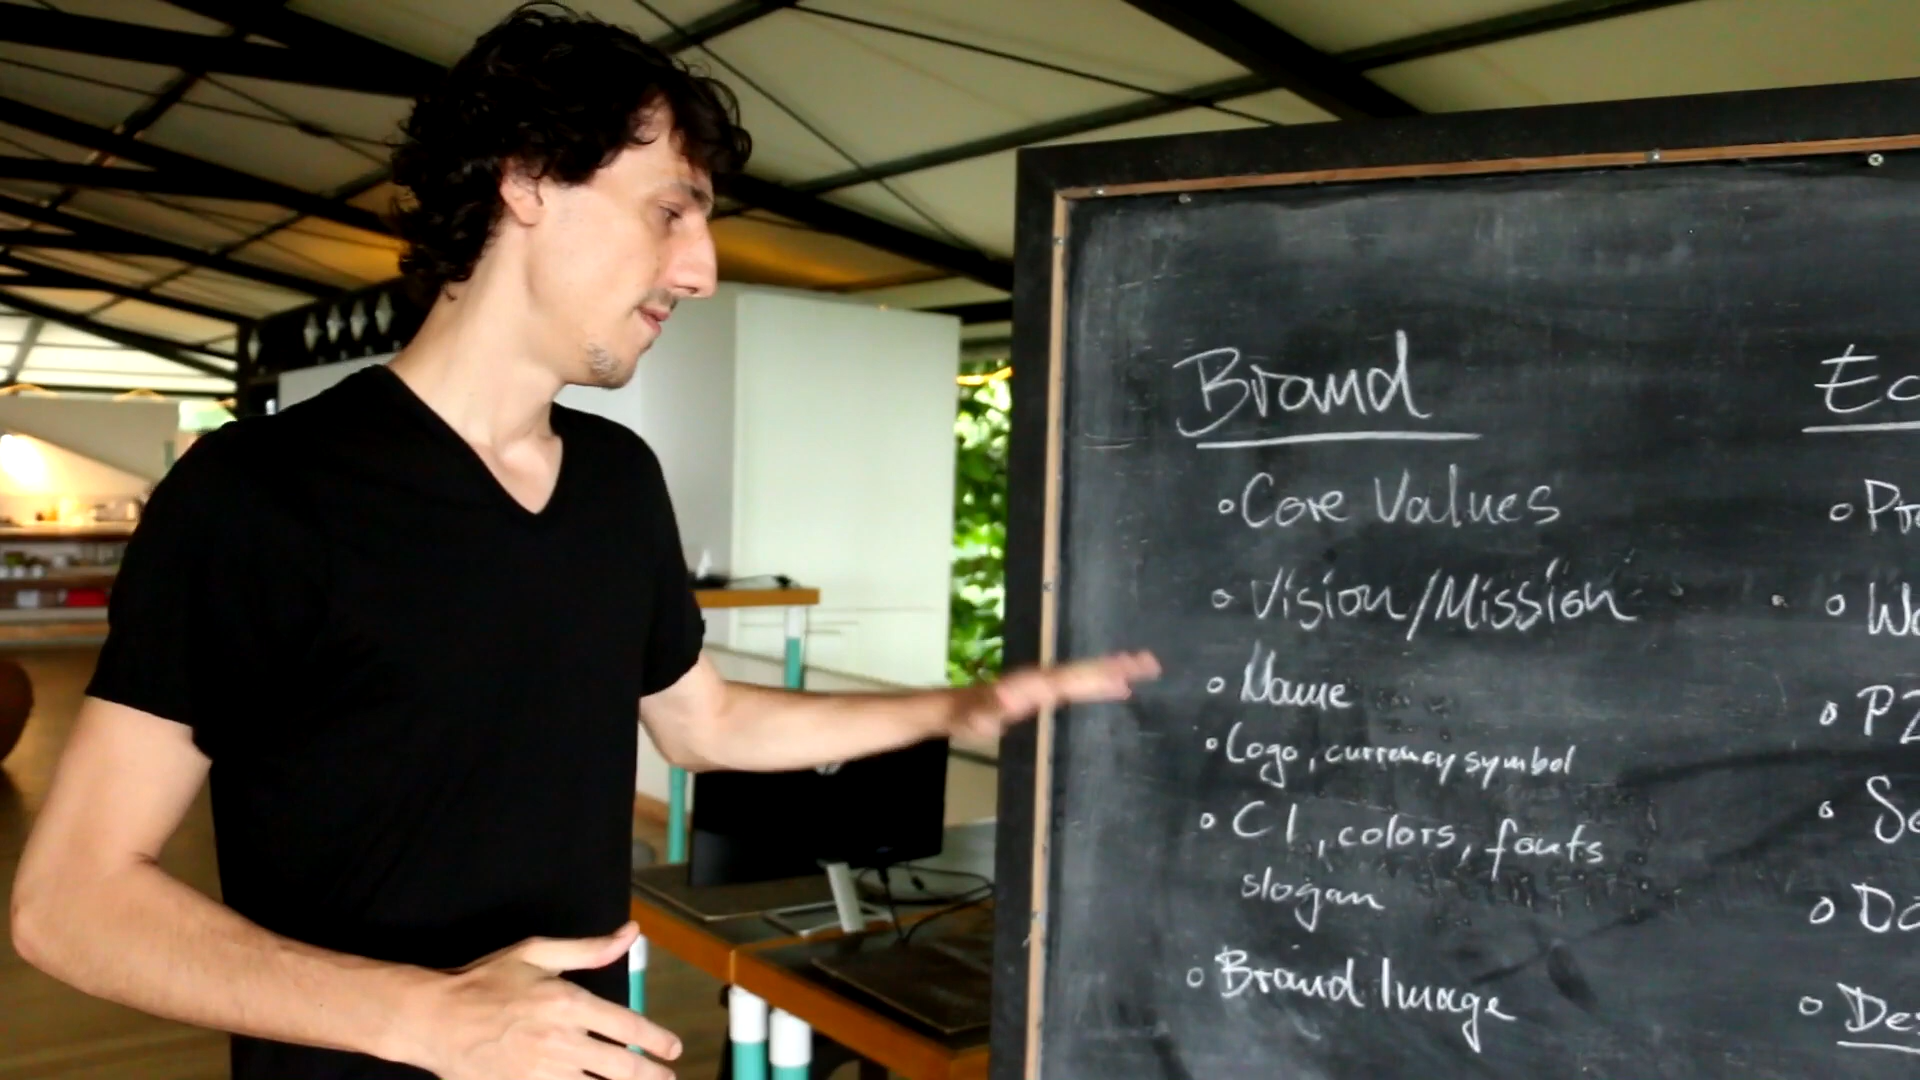 Brand
Core Values
Vision/Mission
Name
Logo, currency symbol
CI, colors, fonts
slogan
Brand Image